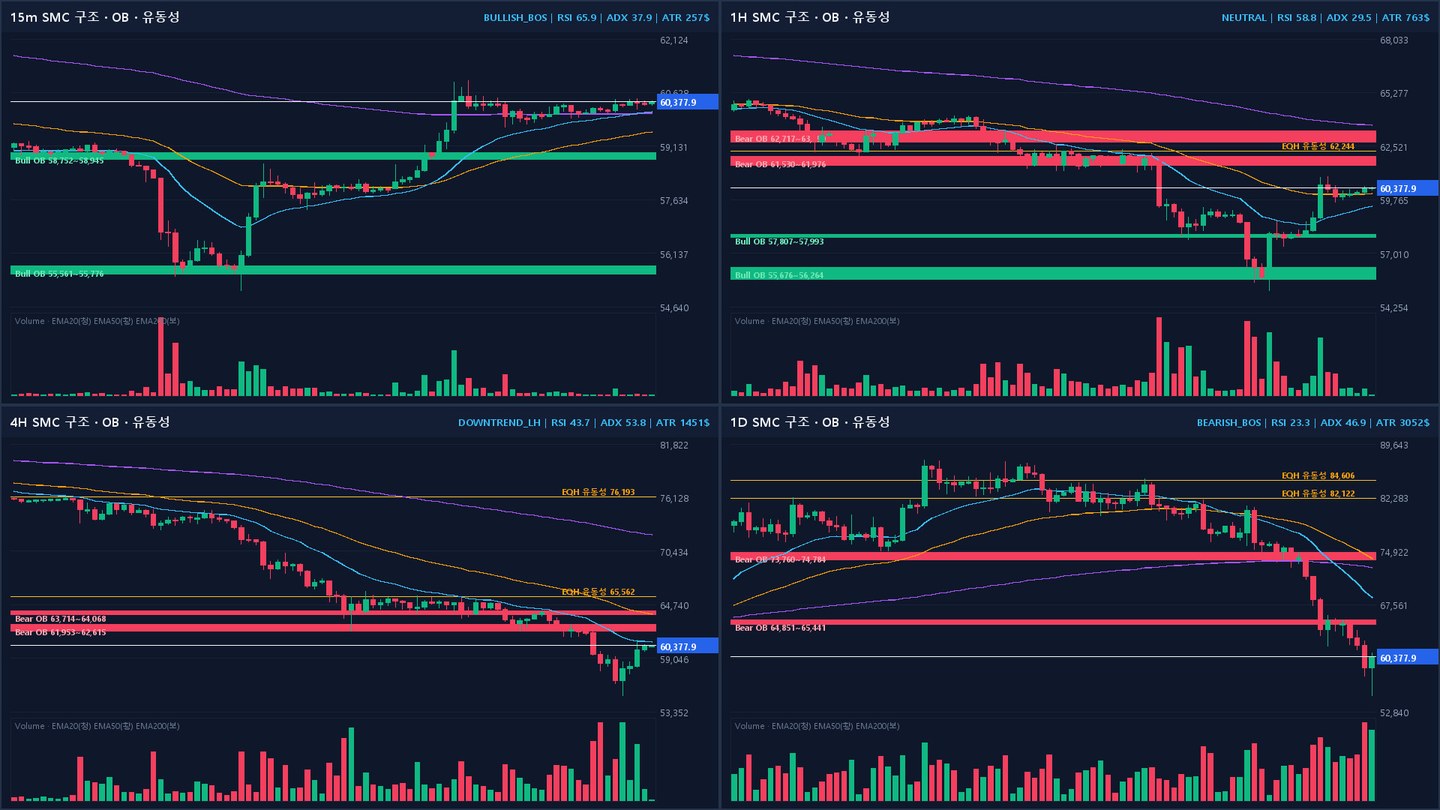 15m SMC 구조 · OB · 유동성
BULLISH_BOS | RSI 65.9 | ADX 37.9 | ATR 257$
62,124
60,377.9
59,131
Bull OB 58,752~58,945
57,634
56,137
Bull OB 55,561~55,776
54,640
Volume · EMA20(청) EMA50(황) EMA200(보)
1H SMC 구조 · OB · 유동성
NEUTRAL | RSI 58.8 | ADX 29.5 | ATR 763$
68,033
65,277
Bear OB 62,717~63,
EQH 유동성 62,244
62,521
Bear OB 61,530~61,976
60,377.9
59,765
Bull OB 57,807~57,993
57,010
Bull OB 55,676~56,264
54,254
Volume · EMA20(청) EMA50(황) EMA200(보)
4H SMC 구조 · OB · 유동성
DOWNTREND_LH | RSI 43.7 | ADX 53.8 | ATR 1451$
81,822
EQH 유동성 76,193
76,128
70,434
EQH 유동성 65,562
64,740
Bear OB 63,714~64,068
Bear OB 61,953~62,615
60,377.9
59,046
53,352
Volume · EMA20(청) EMA50(황) EMA200(보)
1D SMC 구조 · OB · 유동성
BEARISH_BOS | RSI 23.3 | ADX 46.9 | ATR 3052$
89,643
EQH 유동성 84,606
EQH 유동성 82,122
82,283
74,922
Bear OB 73,760~74,784
67,561
Bear OB 64,851~65,441
60,377.9
52,840
Volume · EMA20(청) EMA50(황) EMA200(보)